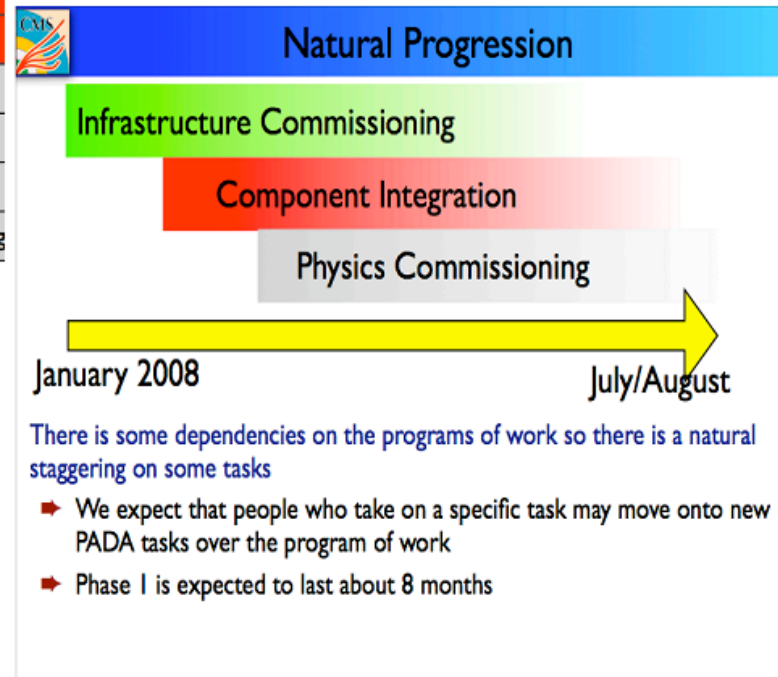 CMS
Natural Progression
Infrastructure Commissioning
Component Integration
Physics Commissioning
January 2008
July/August
There is some dependencies on the programs of work so there is a natural
staggering on some tasks
We expect that people who take on a specific task may move onto new
PADA tasks over the program of work
Phase 1 is expected to last about 8 months